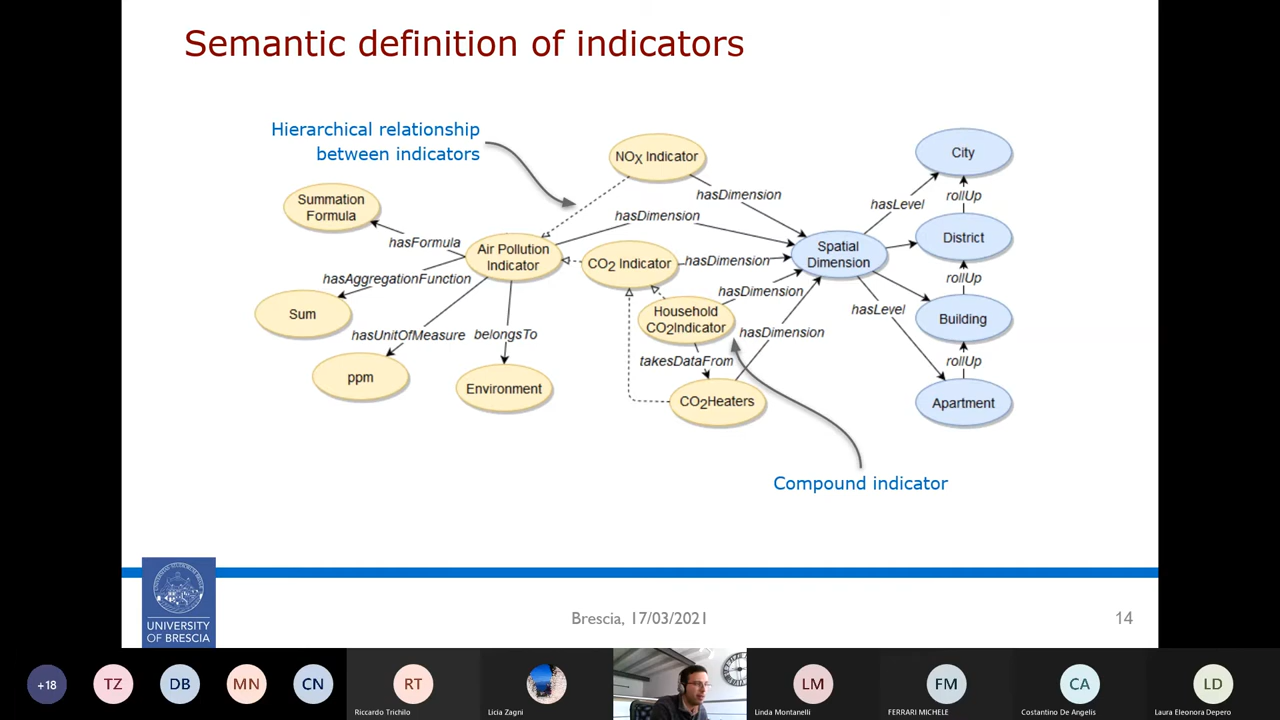 Semantic definition of indicators
Hierarchical relationship
between indicators
NOX Indicator
City
hasDimension
rollUp
Summation
Formula
hasLevel
hasDimension
hasFormula
Air Pollution
Indicator
District
Spatial
Dimension
CO2 Indicator
hasDimension
hasAggregationFunction
rollUp
hasDimension
Sum
Household
CO2Indicator
hasLevel
Building
hasUnitOfMeasure
belongsTo
hasDimension
takesDataFrom
rollUp
ppm
Environment
CO2Heaters
Apartment
Compound indicator
UNIVERSITY
OF BRESCIA
Brescia, 17/03/2021
14
+18
TZ
DB
MN
CN
RT
LM
FM
CA
LD
Riccardo Trichilo
Licia Zagni
Linda Montanelli
FERRARI MICHELE
Costantino De Angelis
Laura Eleonora Depero